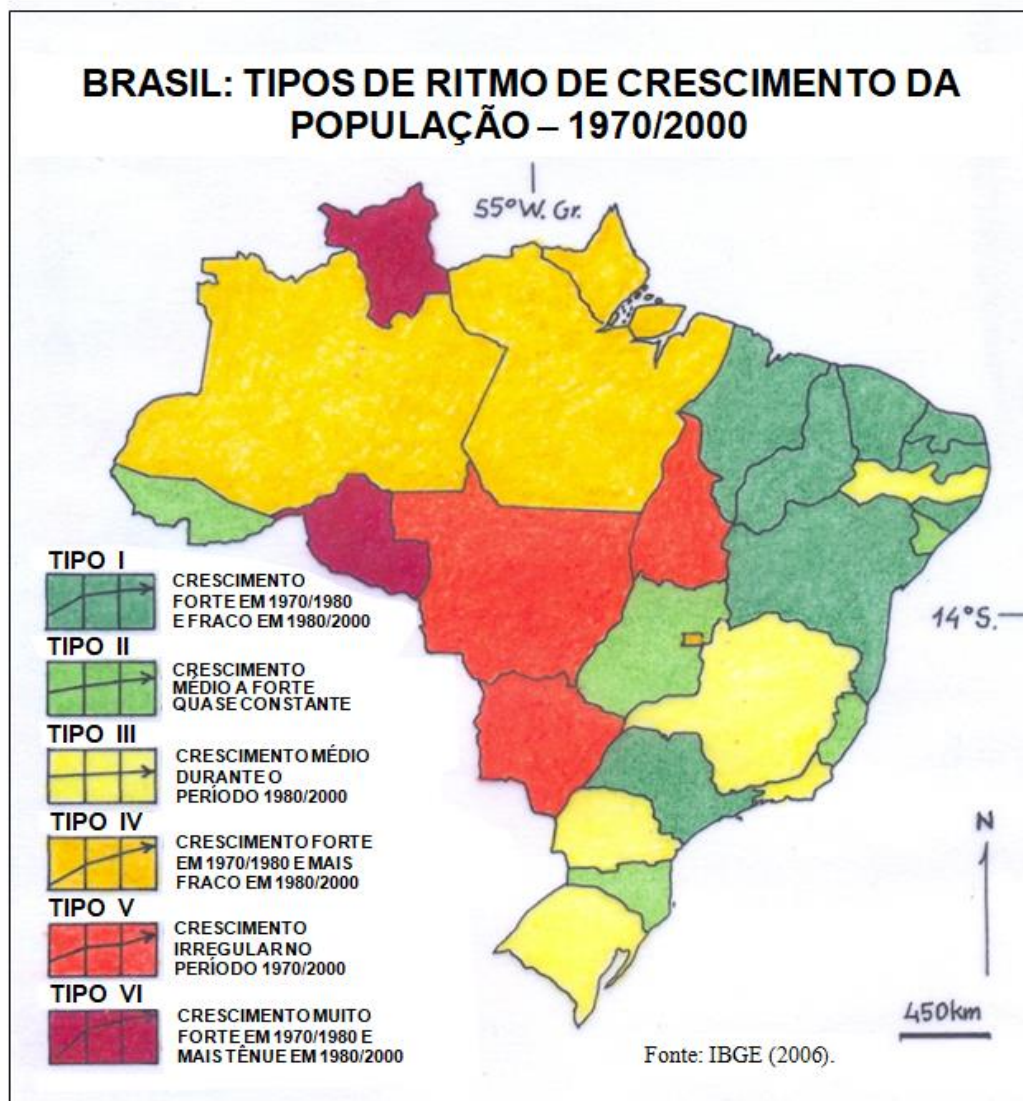 BRASIL: TIPOS DE RITMO DE CRESCIMENTO DA
POPULAÇÃO – 1970/2000
55° W. Gr.
14° S.
TIPO I
CRESCIMENTO
FORTE EM 1970/1980
E FRACO EM 1980/2000
TIPO II
CRESCIMENTO
MÉDIO A FORTE
QUASE CONSTANTE
TIPO III
CRESCIMENTO MÉDIO
DURANTE O
PERÍODO 1980/2000
TIPO IV
CRESCIMENTO FORTE
EM 1970/1980 E MAIS
FRACO EM 1980/2000
TIPO V
CRESCIMENTO
IRREGULAR NO
PERÍODO 1970/2000
TIPO VI
CRESCIMENTO MUITO
FORTE EM 1970/1980 E
MAIS TÊNUE EM 1980/2000
N
450km
Fonte: IBGE (2006).